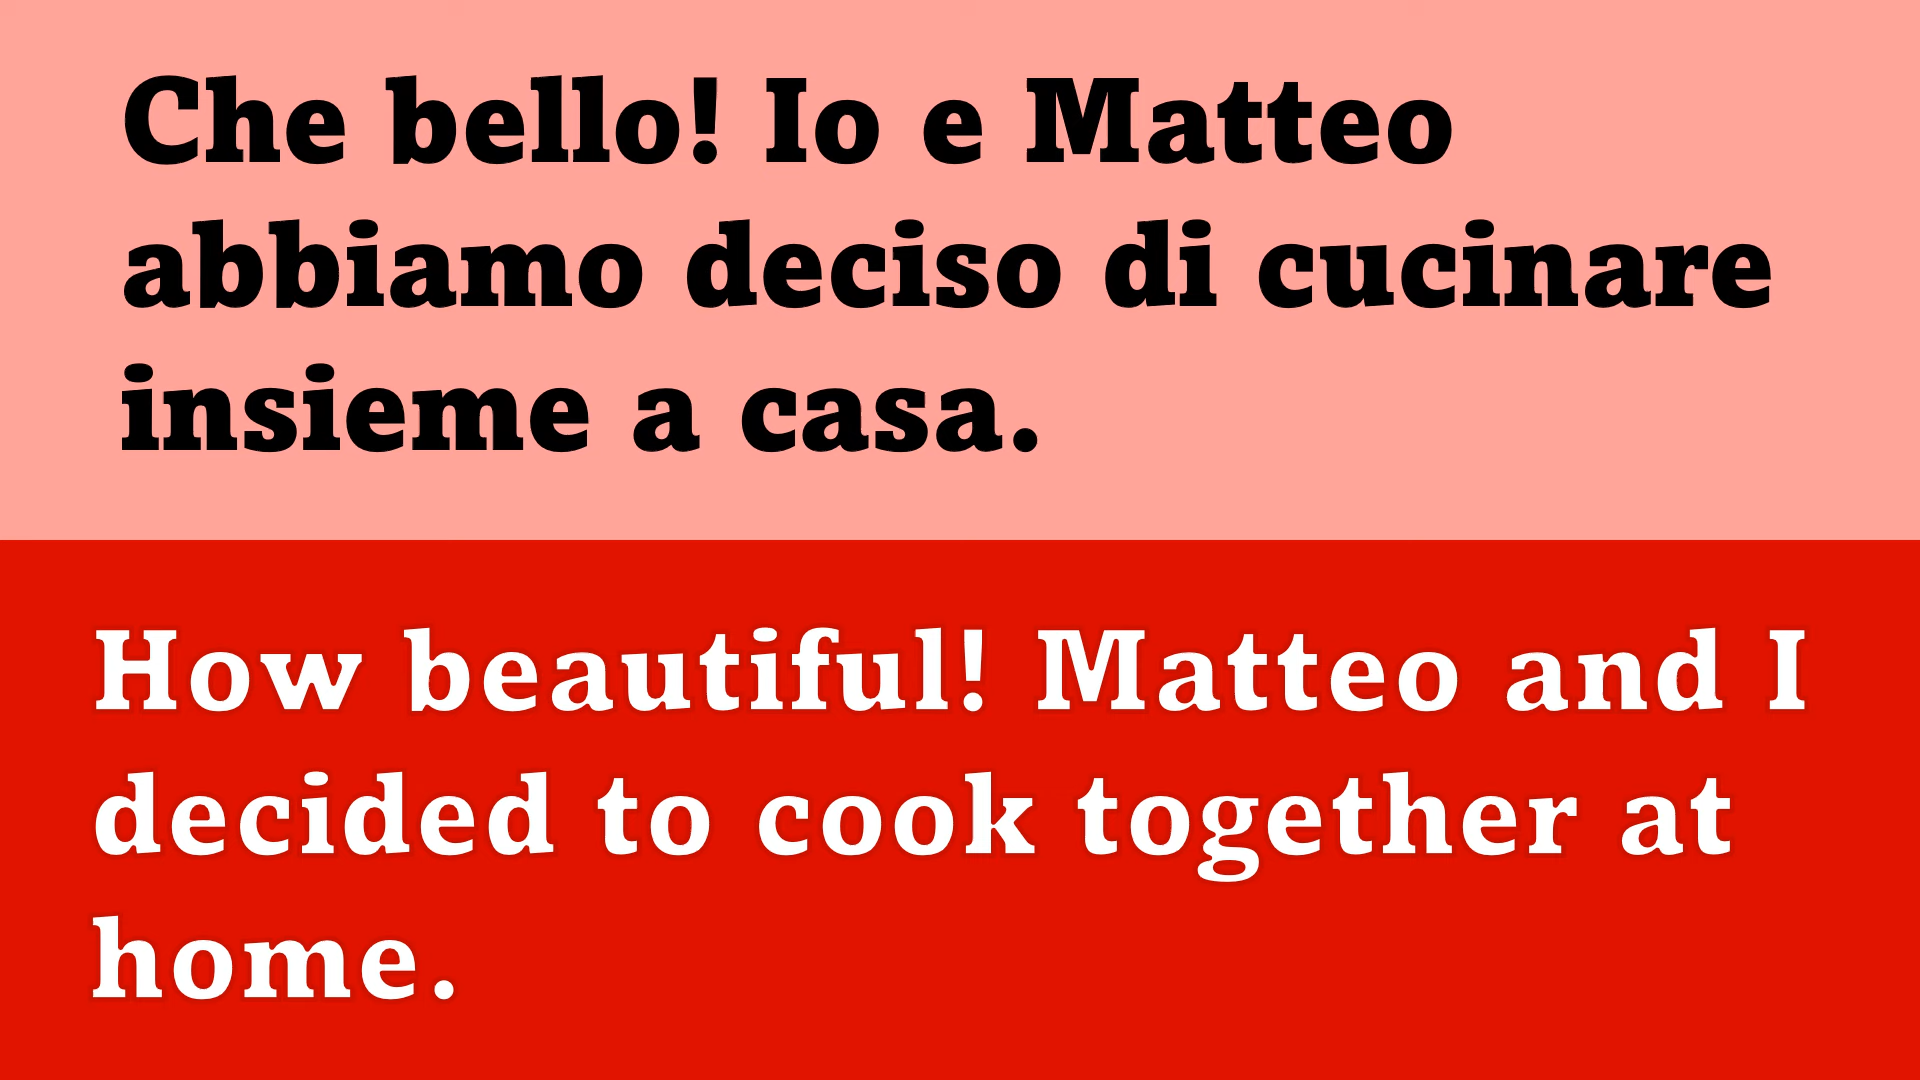 Che bello! Io e Matteo
abbiamo deciso di cucinare
insieme a casa.
How beautiful! Matteo and I
decided to cook together at
home.